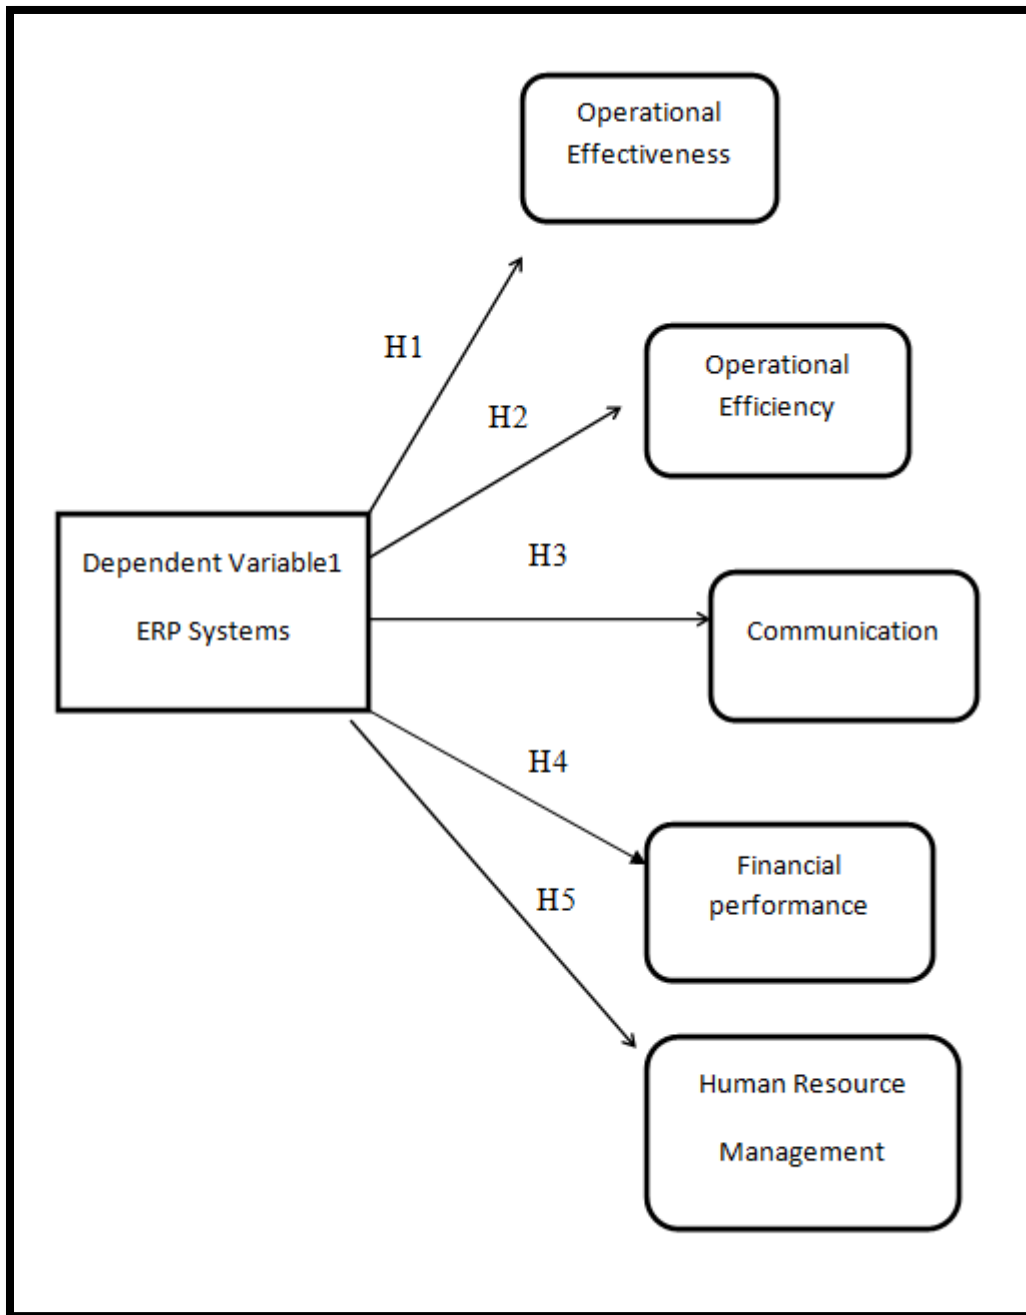 Operational
Effectiveness
H1
Operational
Efficiency
H2
Dependent Variable1
ERP Systems
H3
Communication
H4
Financial
performance
H5
Human Resource
Management